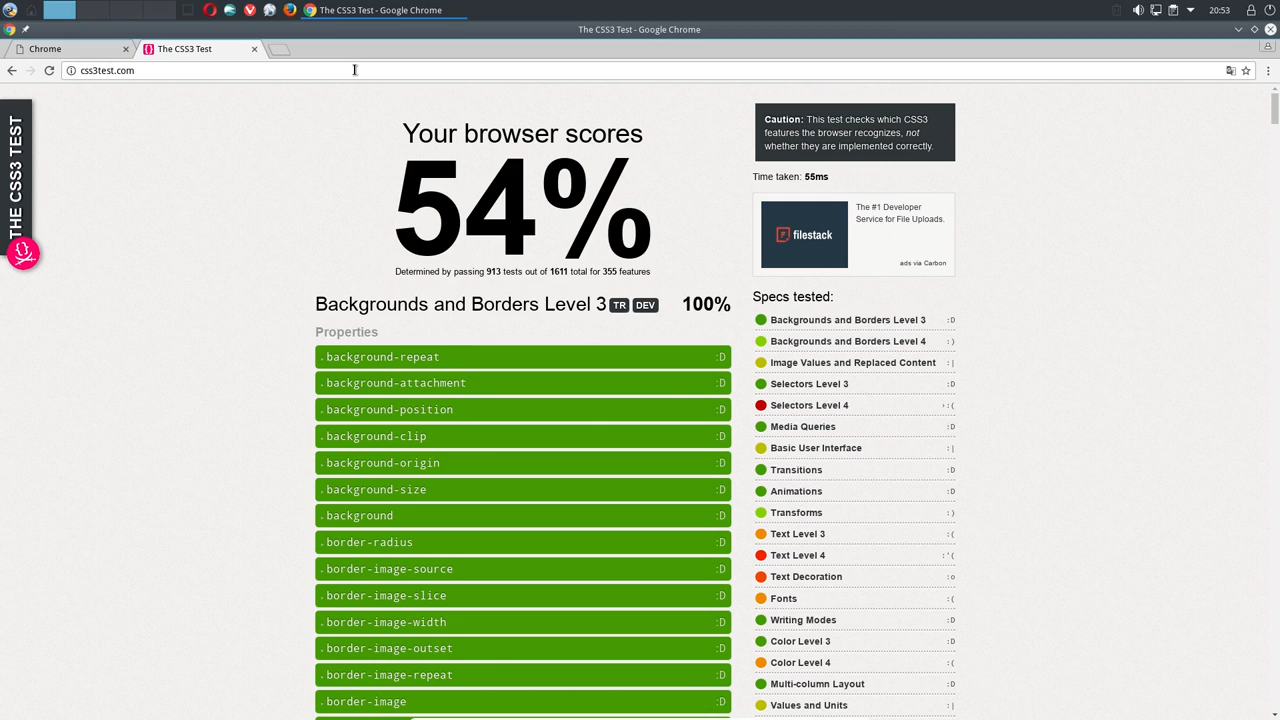 The CSS3 Test - Google Chrome
20:53
The CSS3 Test - Google Chrome
Chrome
The CSS3 Test
css3test.com
THE CSS3 TEST
Your browser scores
54%
Determined by passing 913 tests out of 1611 total for 355 features
Backgrounds and Borders Level 3 TR DEV 100%
Properties
background-repeat :D
background-attachment :D
background-position :D
background-clip :D
background-origin :D
background-size :D
background :D
border-radius :D
border-image-source :D
border-image-slice :D
border-image-width :D
border-image-outset :D
border-image-repeat :D
border-image :D
Caution: This test checks which CSS3
features the browser recognizes, not
whether they are implemented correctly.
Time taken: 55ms
filestack
The #1 Developer
Service for File Uploads.
ads via Carbon
Specs tested:
Backgrounds and Borders Level 3 :D
Backgrounds and Borders Level 4 :)
Image Values and Replaced Content :|
Selectors Level 3 :D
Selectors Level 4 :(
Media Queries :D
Basic User Interface :|
Transitions :D
Animations :D
Transforms :)
Text Level 3 :(
Text Level 4 :'(
Text Decoration :o
Fonts :(
Writing Modes :D
Color Level 3 :D
Color Level 4 :(
Multi-column Layout :D
Values and Units :|